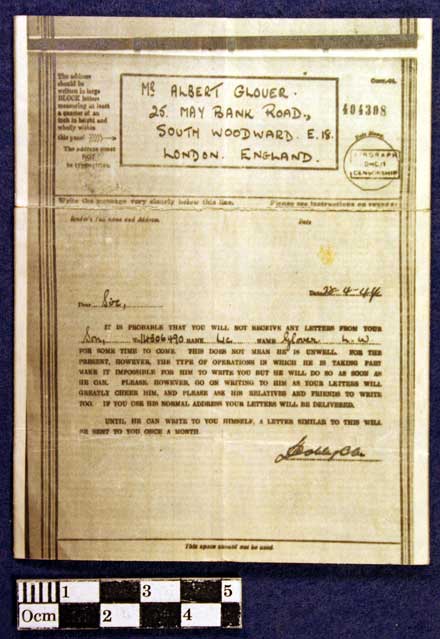 The address
should be
written in large
BLOCK letters
measuring at least
a quarter of an
inch in height and
wholly within
this panel
The address must
NOT
be typewritten.
Mr ALBERT GLOVER.
25. MAY BANK ROAD.,
SOUTH WOODWARD. E.18.
LONDON. ENGLAND.
404308
CENSORSHIP
Write the message very clearly below this line.
Please see instructions on reverse.
Sender's full name and Address.
Date
Date 22-4-44
Dear Sir,
IT IS PROBABLE THAT YOU WILL NOT RECEIVE ANY LETTERS FROM YOUR
Son, No 14306490 RANK L/c NAME Glover L. W
FOR SOME TIME TO COME. THIS DOES NOT MEAN HE IS UNWELL. FOR THE
PRESENT, HOWEVER, THE TYPE OF OPERATIONS IN WHICH HE IS TAKING PART
MAKE IT IMPOSSIBLE FOR HIM TO WRITE YOU BUT HE WILL DO SO AS SOON AS
HE CAN. PLEASE, HOWEVER, GO ON WRITING TO HIM AS YOUR LETTERS WILL
GREATLY CHEER HIM, AND PLEASE ASK HIS RELATIVES AND FRIENDS TO WRITE
TOO. IF YOU USE HIS NORMAL ADDRESS YOUR LETTERS WILL BE DELIVERED.
UNTIL HE CAN WRITE TO YOU HIMSELF, A LETTER SIMILAR TO THIS WILL
BE SENT TO YOU ONCE A MONTH.
This space should not be used.
0cm 1 2 3 4 5